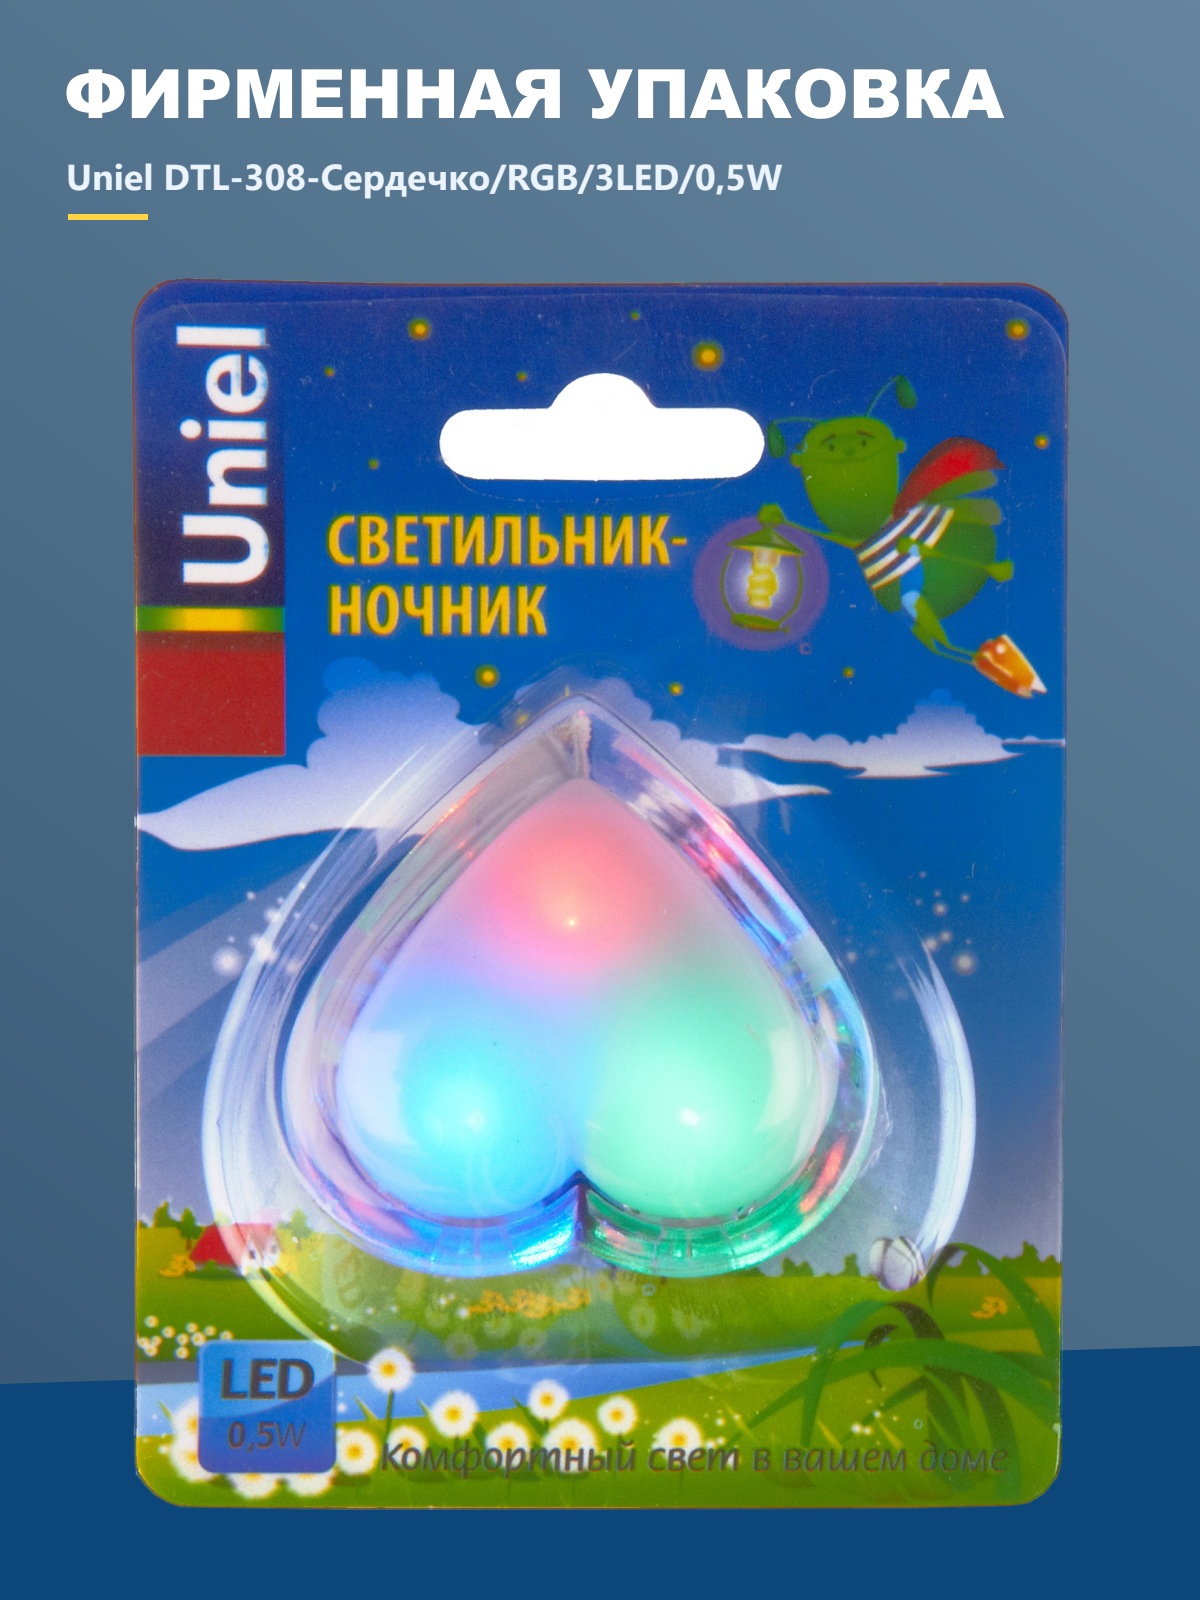 ФИРМЕННАЯ УПАКОВКА
Uniel DTL-308-Сердечко/RGB/3LED/0,5W
Uniel
СВЕТИЛЬНИК-
НОЧНИК
©
LED
0,5W
Комфортный свет в вашем доме